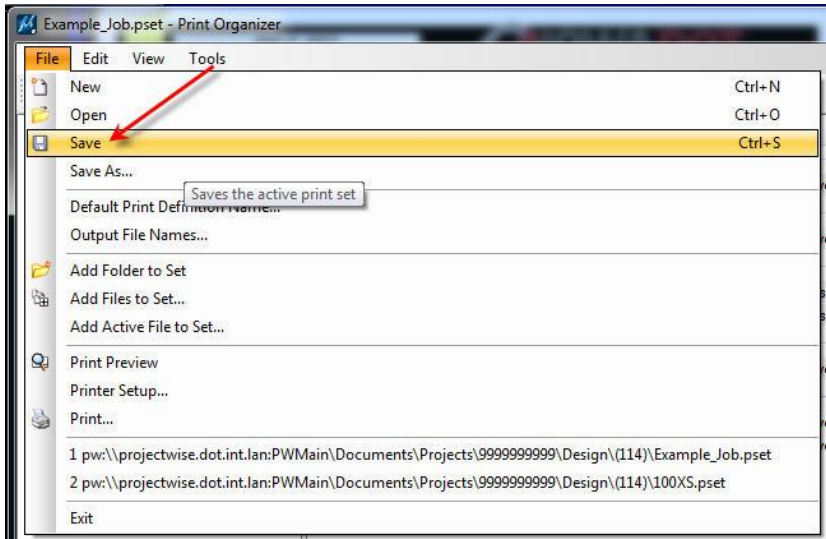 Example_Job.pset - Print Organizer
File Edit View Tools
New Ctrl+N
Open Ctrl+O
Save Ctrl+S
Save As...
Saves the active print set
Default Print Definition Name...
Output File Names...
Add Folder to Set
Add Files to Set...
Add Active File to Set...
Print Preview
Printer Setup...
Print...
1 pw:\\projectwise.dot.int.lan:PWMain\Documents\Projects\9999999999\Design\(114)\Example_Job.pset
2 pw:\\projectwise.dot.int.lan:PWMain\Documents\Projects\9999999999\Design\(114)\100XS.pset
Exit